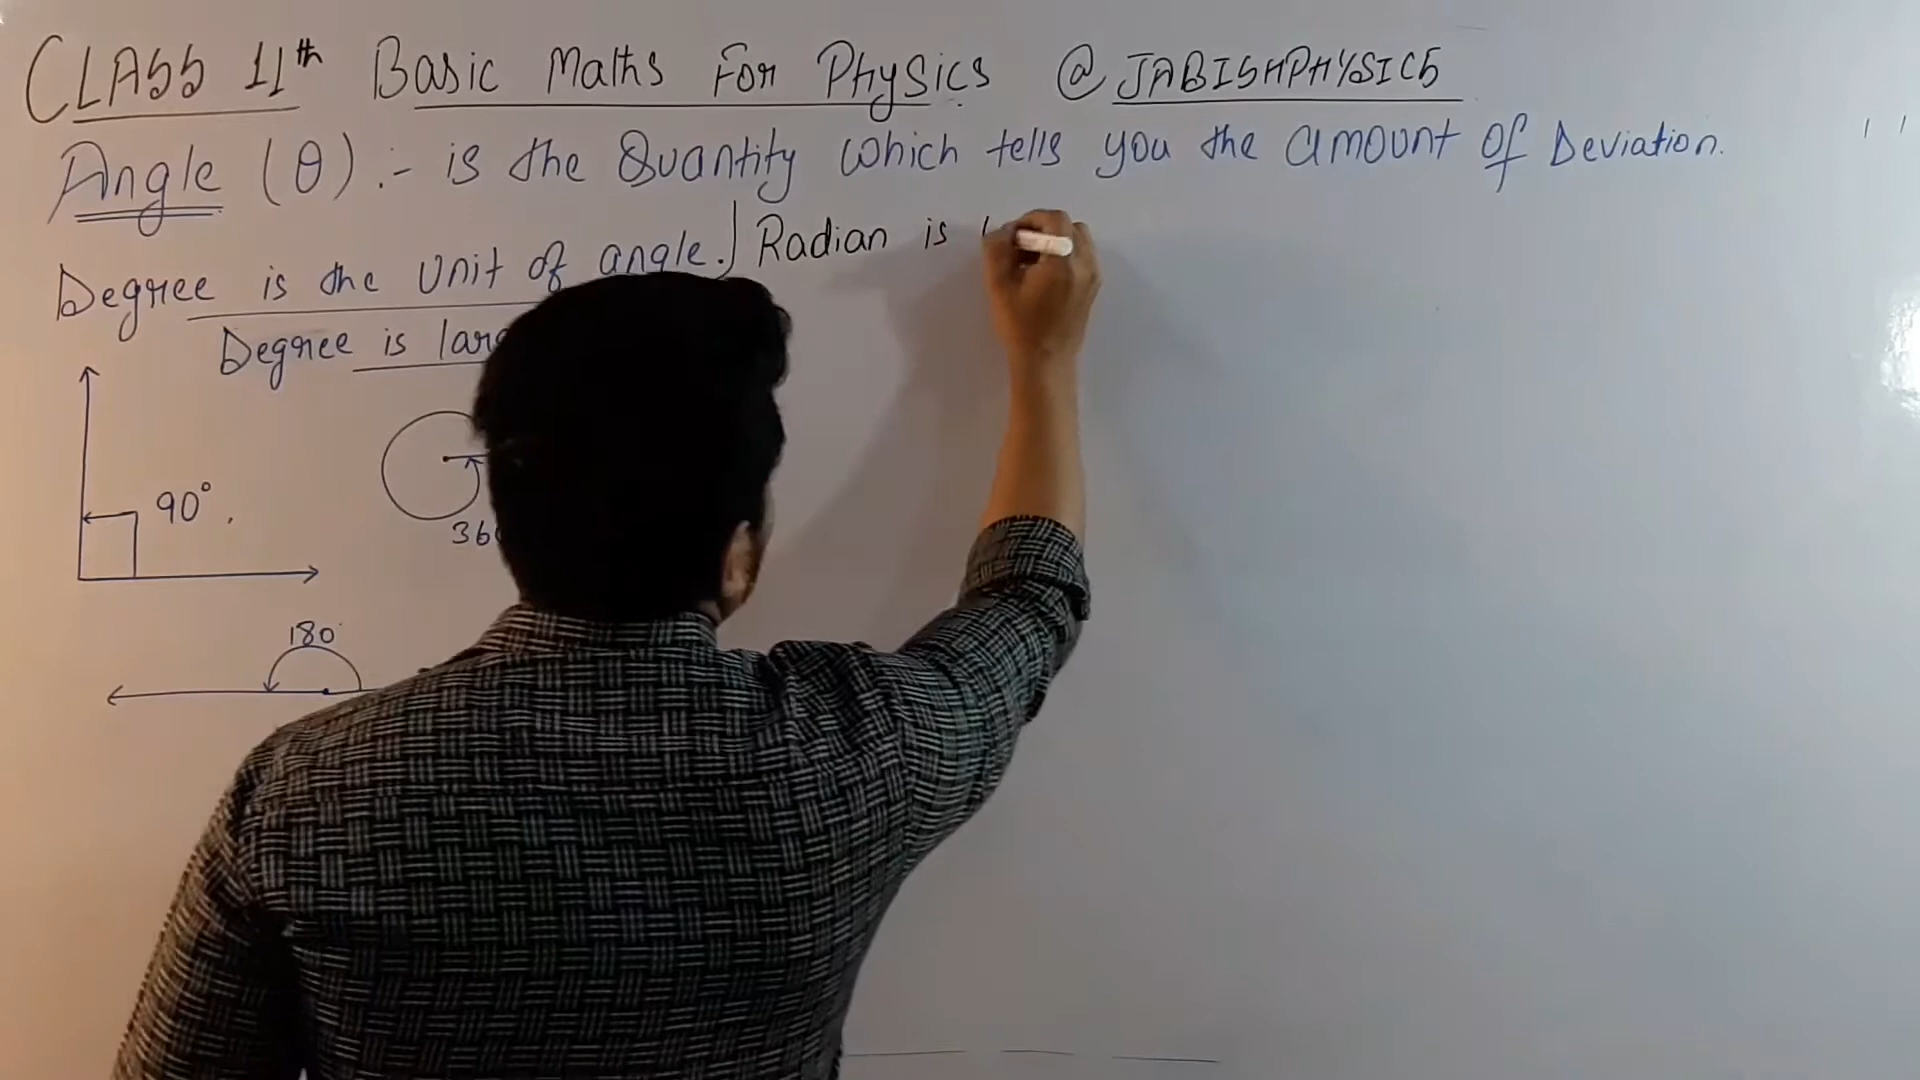 CLASS 11th Basic Maths For Physics @JABISHPHYSICS
Angle (θ) :- is the Quantity which tells you the amount of Deviation.
Degree is the unit of angle.
Radian is
Degree is
90°
180°